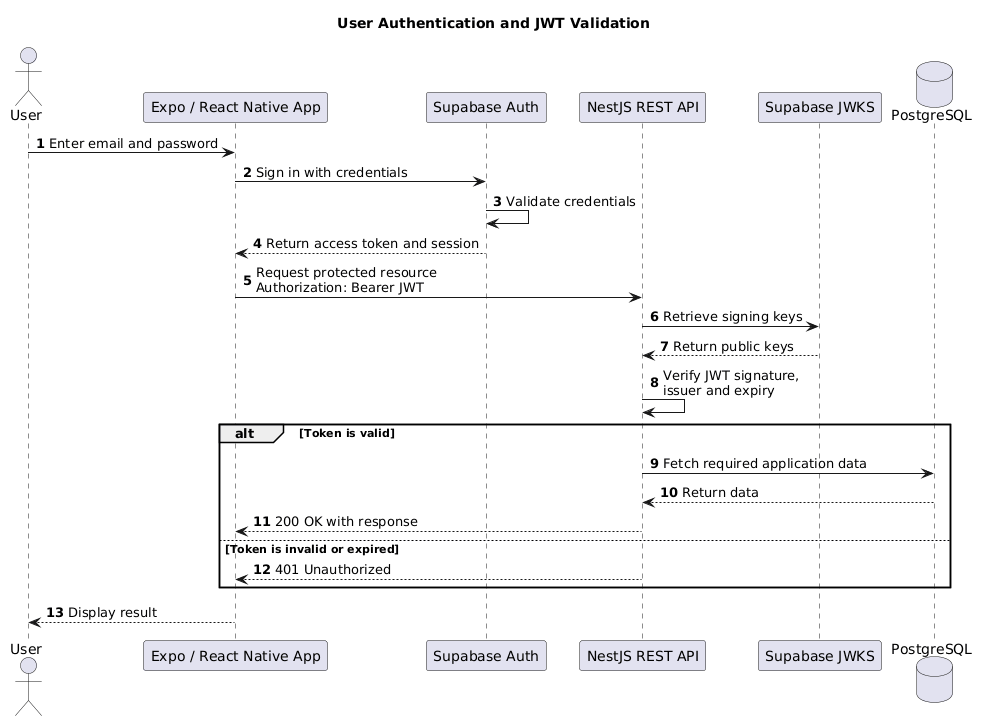 User Authentication and JWT Validation
User
Expo / React Native App
Supabase Auth
NestJS REST API
Supabase JWKS
PostgreSQL
1 Enter email and password
2 Sign in with credentials
3 Validate credentials
4 Return access token and session
5 Request protected resource
Authorization: Bearer JWT
6 Retrieve signing keys
7 Return public keys
8 Verify JWT signature,
issuer and expiry
alt [Token is valid]
9 Fetch required application data
10 Return data
11 200 OK with response
[Token is invalid or expired]
12 401 Unauthorized
13 Display result
User
Expo / React Native App
Supabase Auth
NestJS REST API
Supabase JWKS
PostgreSQL